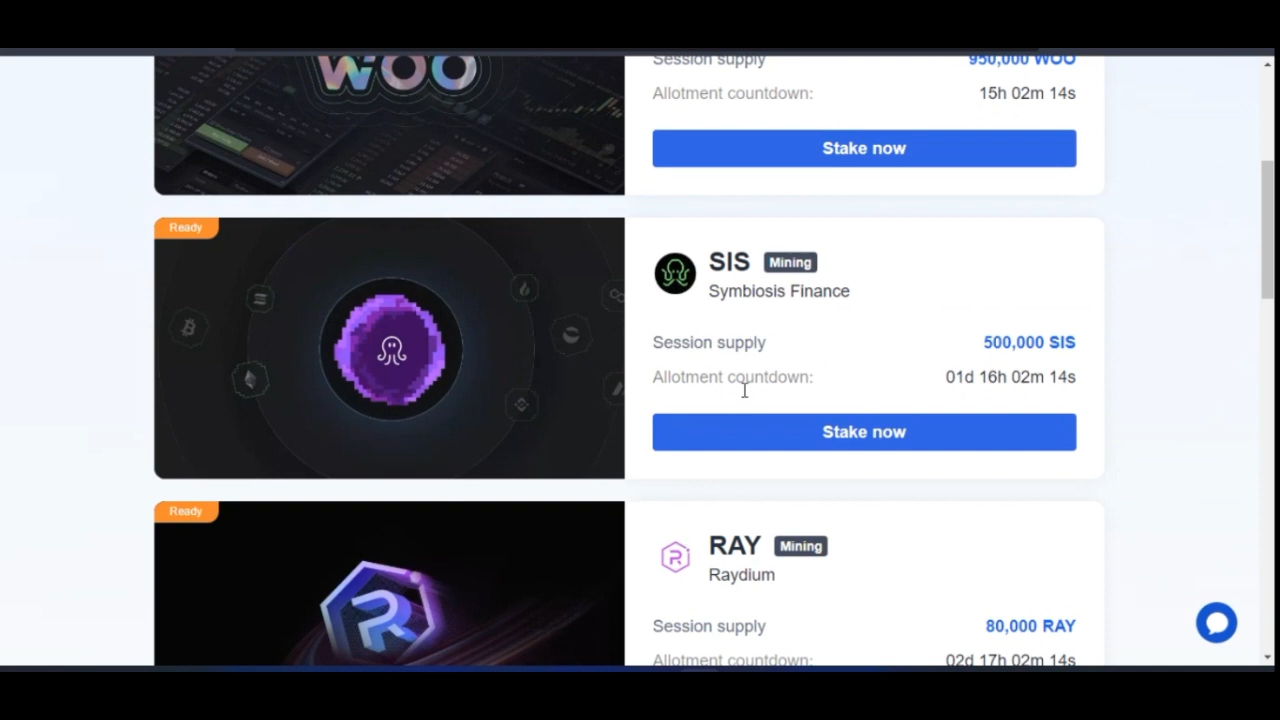 WOO
Session supply 950,000 WOO
Allotment countdown: 15h 02m 14s
Stake now
Ready
SIS Mining
Symbiosis Finance
Session supply 500,000 SIS
Allotment countdown: 01d 16h 02m 14s
Stake now
Ready
RAY Mining
Raydium
Session supply 80,000 RAY
Allotment countdown: 02d 17h 02m 14s